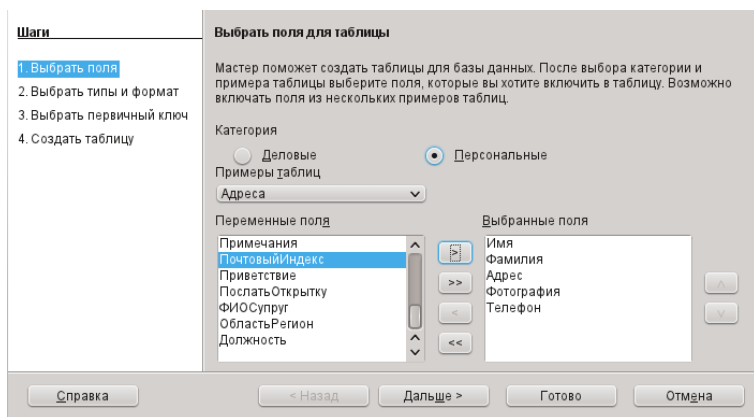 Шаги
1. Выбрать поля
2. Выбрать типы и формат
3. Выбрать первичный ключ
4. Создать таблицу
Выбрать поля для таблицы
Мастер поможет создать таблицы для базы данных. После выбора категории и
примера таблицы выберите поля, которые вы хотите включить в таблицу. Возможно
включать поля из нескольких примеров таблиц.
Категория
Деловые
Персональные
Примеры таблиц
Адреса
Переменные поля
Примечания
ПочтовыйИндекс
Приветствие
ПослатьОткрытку
ФИОСупруг
ОбластьРегион
Должность
>
>>
<
<<
Выбранные поля
Имя
Фамилия
Адрес
Фотография
Телефон
Справка
< Назад
Дальше >
Готово
Отмена